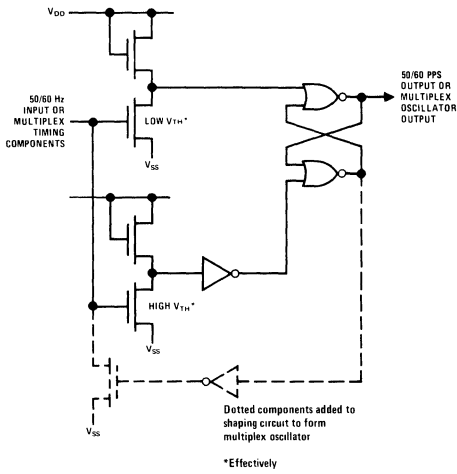 VDD
50/60 Hz
INPUT OR
MULTIPLEX
TIMING
COMPONENTS
LOW VTH*
VSS
50/60 PPS
OUTPUT OR
MULTIPLEX
OSCILLATOR
OUTPUT
HIGH VTH*
VSS
VSS
Dotted components added to
shaping circuit to form
multiplex oscillator
*Effectively